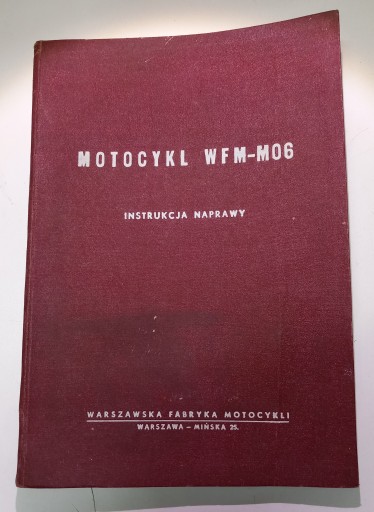 MOTOCYKL WFM-M06
INSTRUKCJA NAPRAWY
WARSZAWSKA FABRYKA MOTOCYKLI
WARSZAWA – MIŃSKA 25.